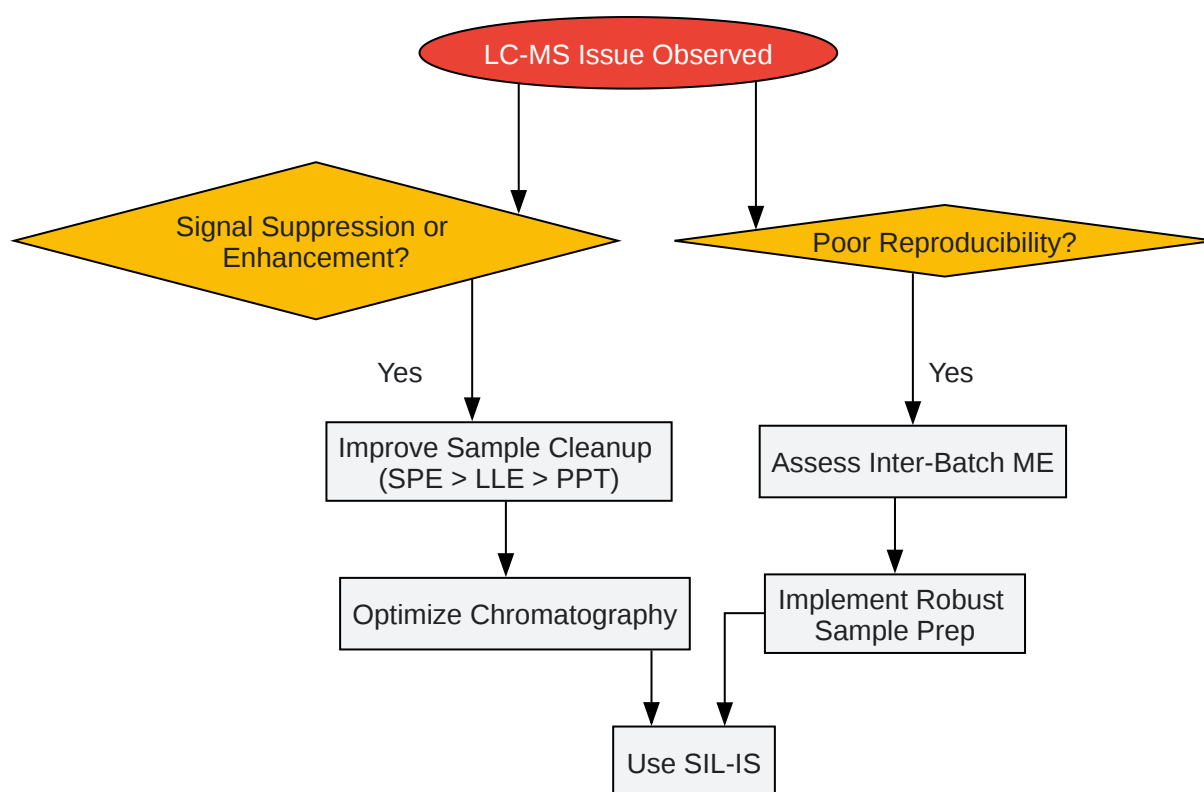 LC-MS Issue Observed
Signal Suppression or
Enhancement?
Poor Reproducibility?
Yes
Yes
Improve Sample Cleanup
(SPE > LLE > PPT)
Assess Inter-Batch ME
Optimize Chromatography
Implement Robust
Sample Prep
Use SIL-IS